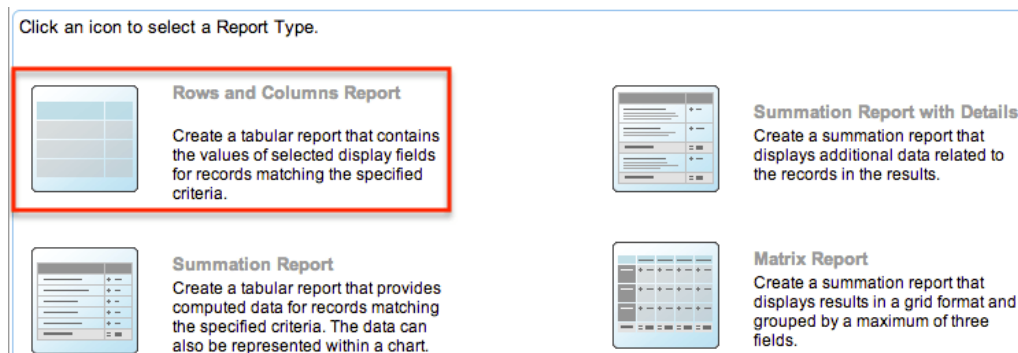 Click an icon to select a Report Type.
Rows and Columns Report
Create a tabular report that contains
the values of selected display fields
for records matching the specified
criteria.
Summation Report with Details
Create a summation report that
displays additional data related to
the records in the results.
Summation Report
Create a tabular report that provides
computed data for records matching
the specified criteria. The data can
also be represented within a chart.
Matrix Report
Create a summation report that
displays results in a grid format and
grouped by a maximum of three
fields.